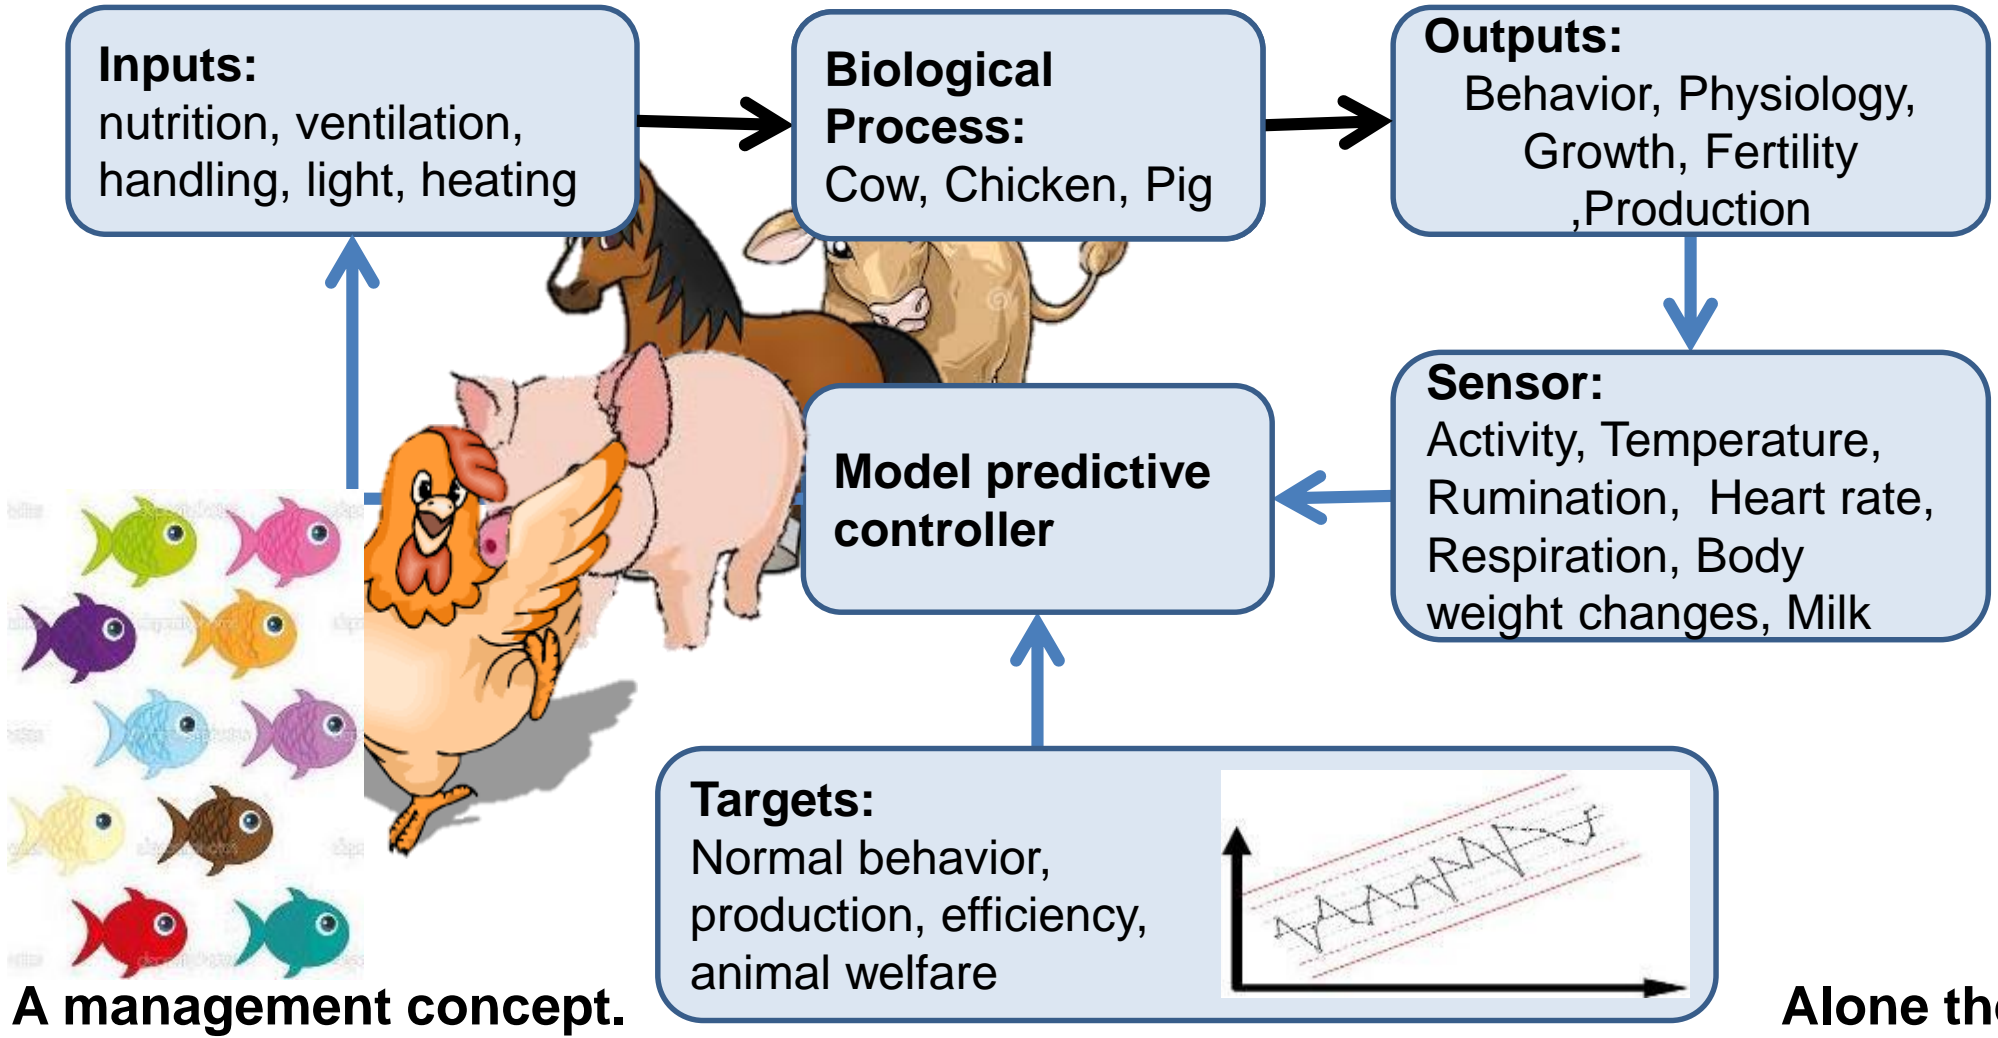 Inputs:
nutrition, ventilation,
handling, light, heating
Biological
Process:
Cow, Chicken, Pig
Outputs:
Behavior, Physiology,
Growth, Fertility
,Production
Sensor:
Activity, Temperature,
Rumination, Heart rate,
Respiration, Body
weight changes, Milk
Model predictive
controller
Targets:
Normal behavior,
production, efficiency,
animal welfare
A management concept.
Alone the